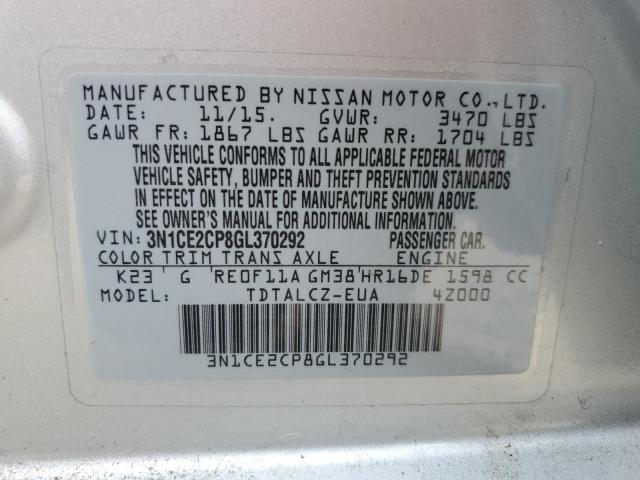 MANUFACTURED BY NISSAN MOTOR CO., LTD.
DATE: 11/15. GVWR: 3470 LBS
GAWR FR: 1867 LBS GAWR RR: 1704 LBS
THIS VEHICLE CONFORMS TO ALL APPLICABLE FEDERAL MOTOR
VEHICLE SAFETY, BUMPER AND THEFT PREVENTION STANDARDS
IN EFFECT ON THE DATE OF MANUFACTURE SHOWN ABOVE.
SEE OWNER'S MANUAL FOR ADDITIONAL INFORMATION.
VIN: 3N1CE2CP8GL370292 PASSENGER CAR.
COLOR TRIM TRANS AXLE ENGINE
K23 G RE0F11A GM38 HR16DE 1598 CC
MODEL: TDTALCZ-EUA 4Z000
3N1CE2CP8GL370292